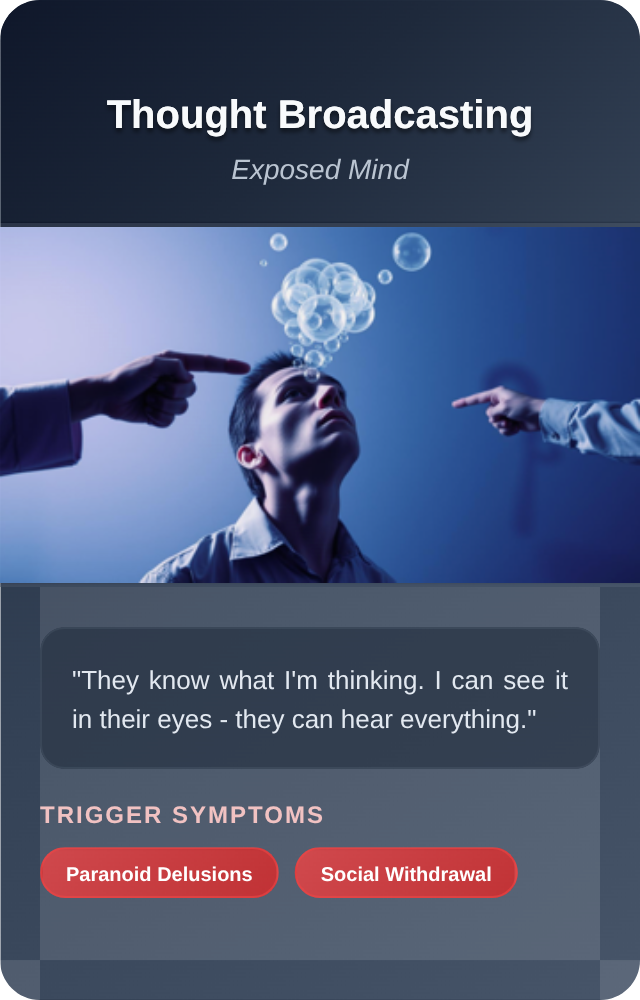 Thought Broadcasting
Exposed Mind
"They know what I'm thinking. I can see it
in their eyes - they can hear everything."
TRIGGER SYMPTOMS
Paranoid Delusions
Social Withdrawal